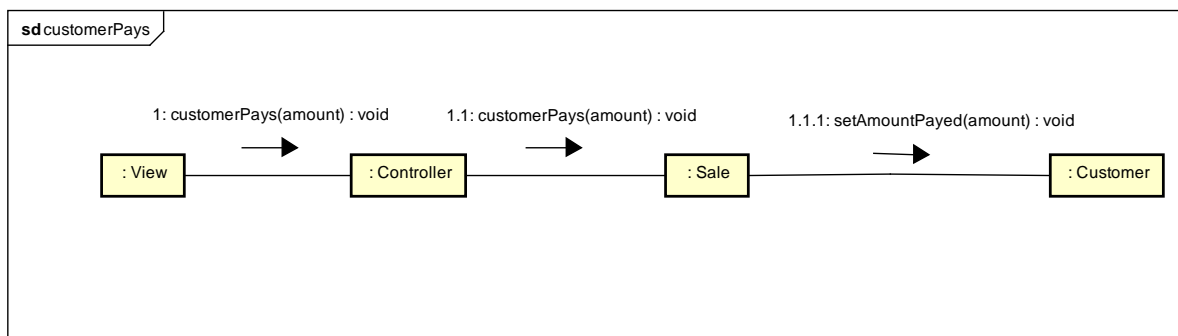 sd customerPays
1: customerPays(amount) : void
1.1: customerPays(amount) : void
1.1.1: setAmountPayed(amount) : void
: View
: Controller
: Sale
: Customer